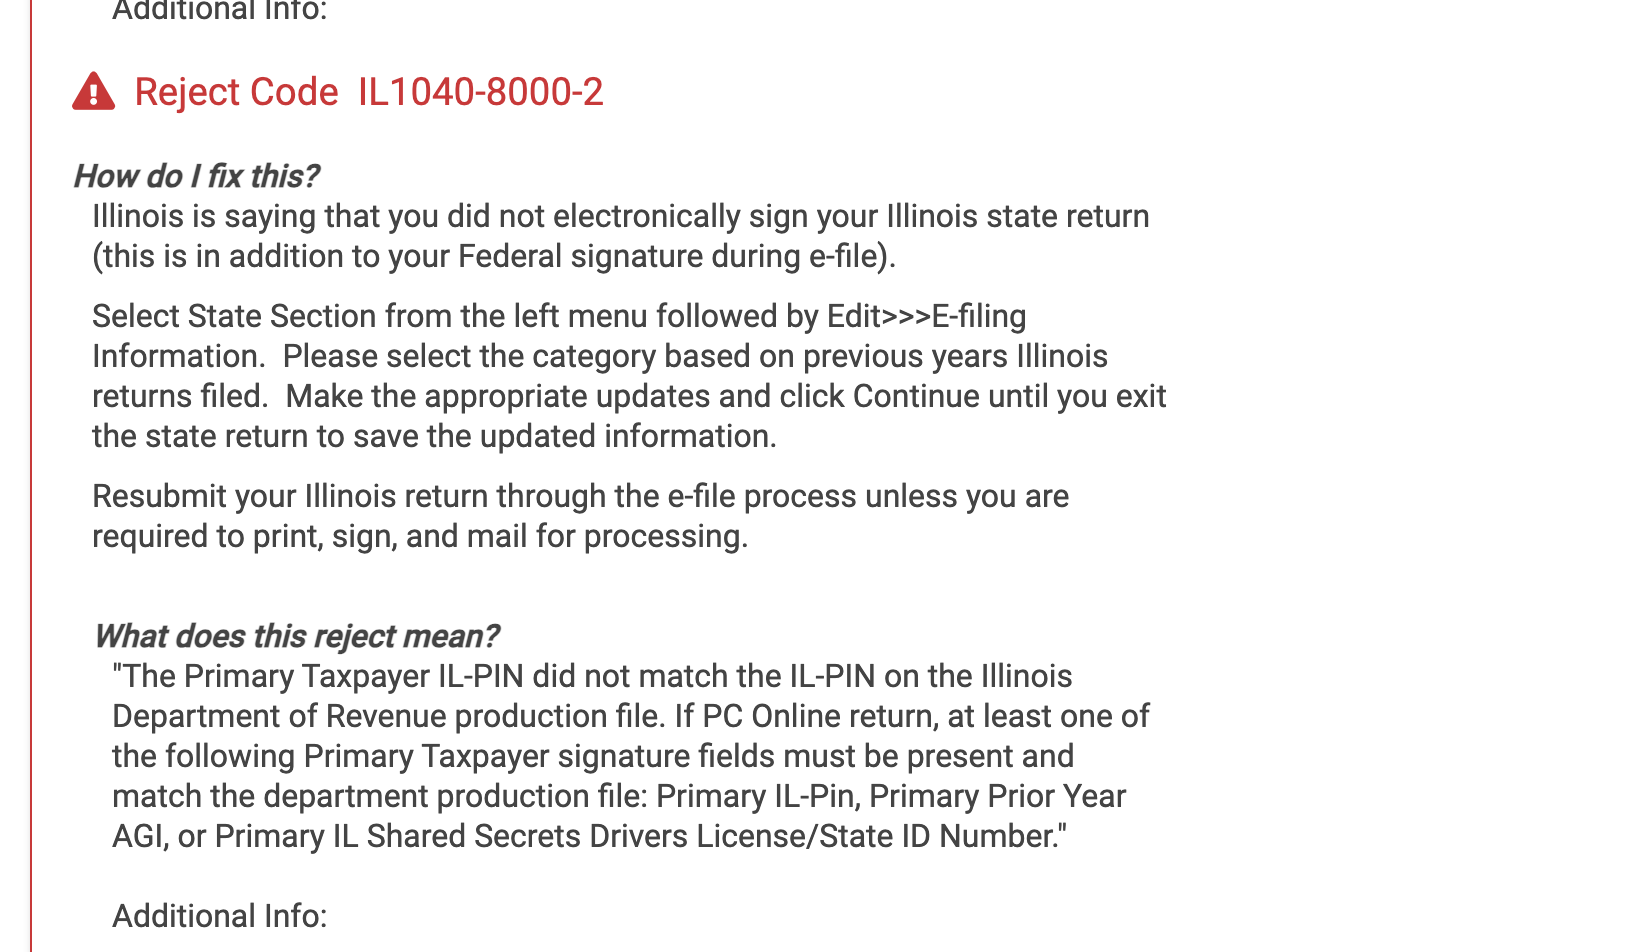 Additional Info:
Reject Code IL1040-8000-2
How do I fix this?
Illinois is saying that you did not electronically sign your Illinois state return
(this is in addition to your Federal signature during e-file).
Select State Section from the left menu followed by Edit>>>E-filing
Information.  Please select the category based on previous years Illinois
returns filed.  Make the appropriate updates and click Continue until you exit
the state return to save the updated information.
Resubmit your Illinois return through the e-file process unless you are
required to print, sign, and mail for processing.
What does this reject mean?
"The Primary Taxpayer IL-PIN did not match the IL-PIN on the Illinois
Department of Revenue production file. If PC Online return, at least one of
the following Primary Taxpayer signature fields must be present and
match the department production file: Primary IL-Pin, Primary Prior Year
AGI, or Primary IL Shared Secrets Drivers License/State ID Number."
Additional Info: